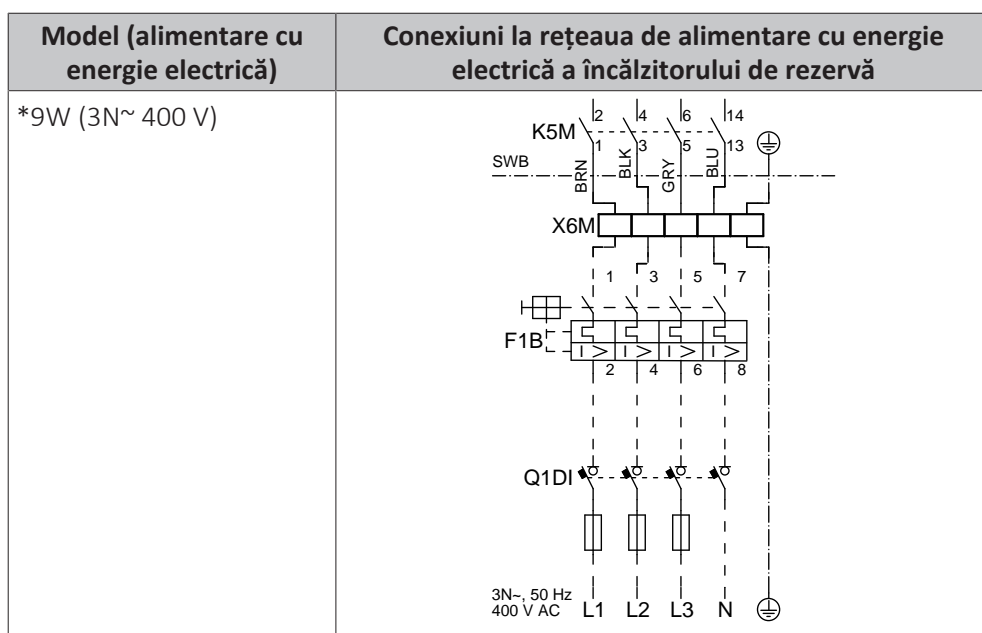 Model (alimentare cu
energie electrică)
Conexiuni la rețeaua de alimentare cu energie
electrică a încălzitorului de rezervă
*9W (3N~ 400 V)
2 4 6 14
K5M
1 3 5 13
SWB
BRN BLK GRY BLU
X6M
1 3 5 7
F1B
I > I > I > I >
2 4 6 8
Q1DI
3N~, 50 Hz
400 V AC L1 L2 L3 N